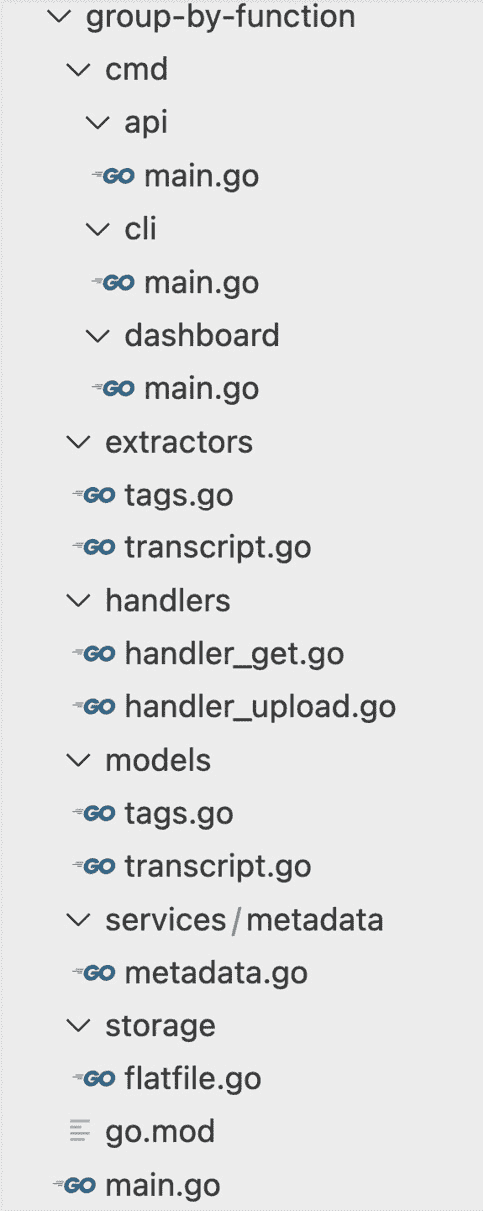 group-by-function
cmd
api
GO main.go
cli
GO main.go
dashboard
GO main.go
extractors
GO tags.go
GO transcript.go
handlers
GO handler_get.go
GO handler_upload.go
models
GO tags.go
GO transcript.go
services/metadata
GO metadata.go
storage
GO flatfile.go
go.mod
GO main.go